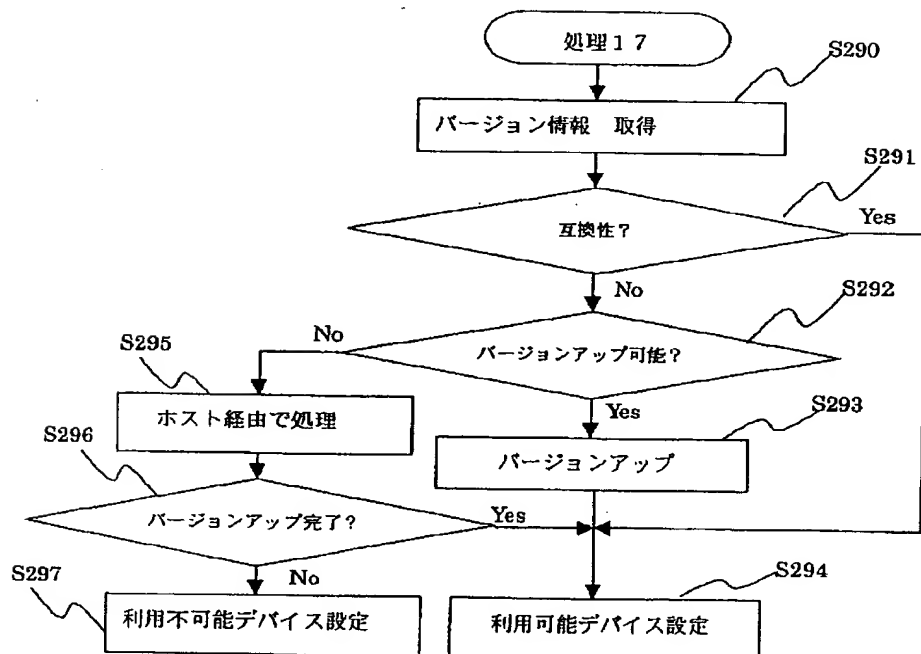 処理１７
S290
バージョン情報　取得
S291
互換性？
Yes
No
S292
バージョンアップ可能？
No
S295
Yes
S293
ホスト経由で処理
バージョンアップ
S296
バージョンアップ完了？
Yes
No
S297
S294
利用不可能デバイス設定
利用可能デバイス設定